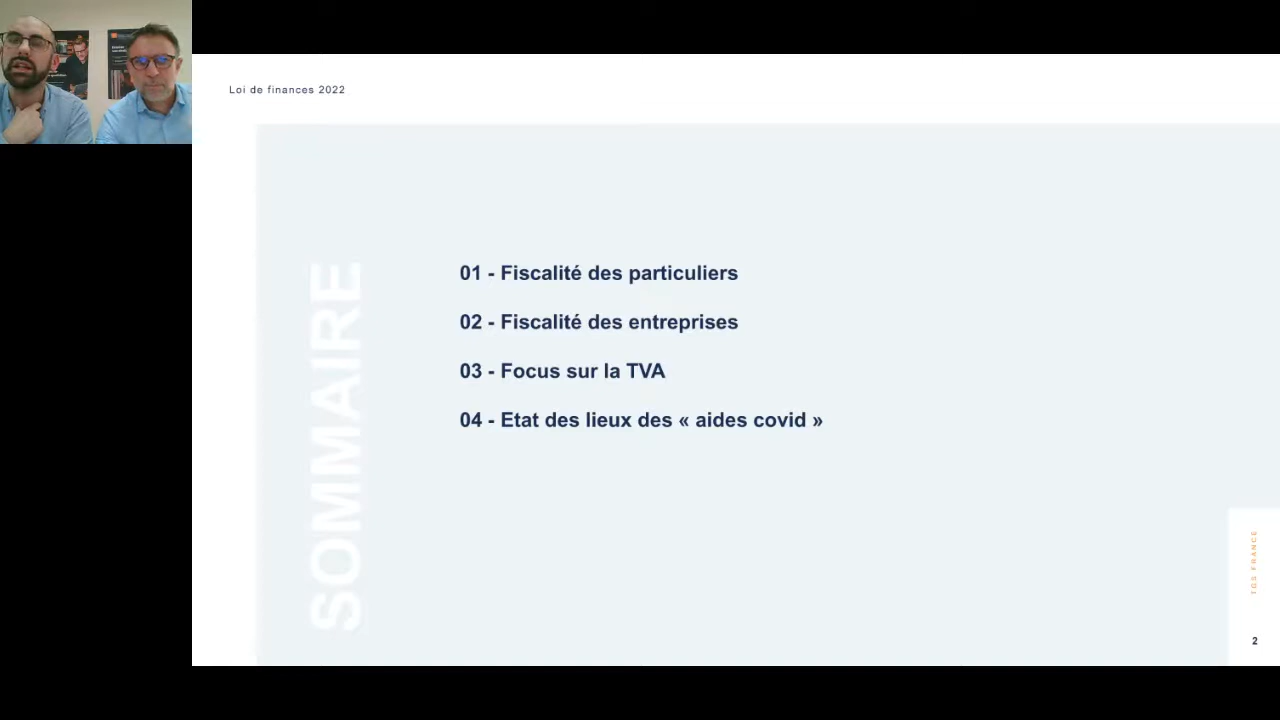 Loi de finances 2022
SOMMAIRE
01 - Fiscalité des particuliers
02 - Fiscalité des entreprises
03 - Focus sur la TVA
04 - Etat des lieux des « aides covid »
TGS FRANCE
2